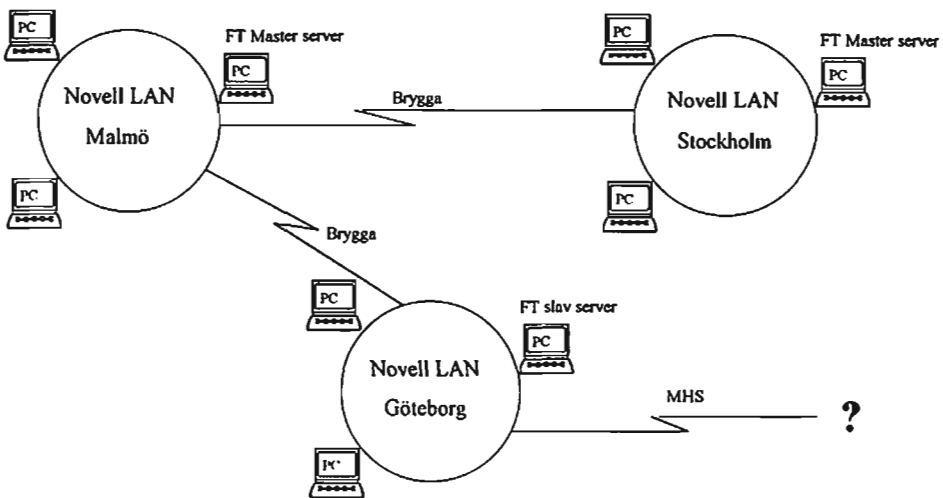 PC
FT Master server
PC
Novell LAN
Malmö
PC
Brygga
PC
FT Master server
PC
Novell LAN
Stockholm
PC
Brygga
PC
FT slav server
PC
Novell LAN
Göteborg
MHS
?
PC